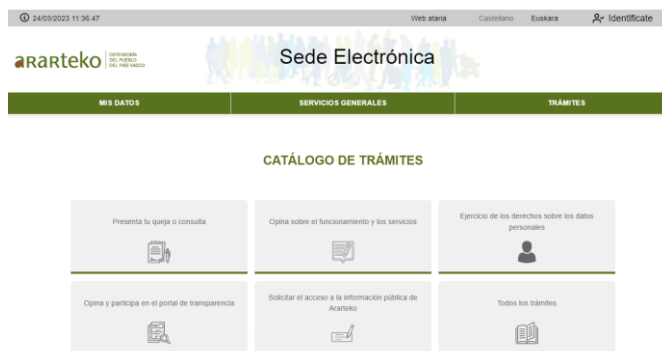 24/03/2023 11:36:47 Web ataria Castellano Euskara Identifícate
ararteko DEFENSORÍA DEL PUEBLO DEL PAÍS VASCO
Sede Electrónica
MIS DATOS SERVICIOS GENERALES TRÁMITES
CATÁLOGO DE TRÁMITES
Presenta tu queja o consulta
Opina sobre el funcionamiento y los servicios
Ejercicio de los derechos sobre los datos
personales
Opina y participa en el portal de transparencia
Solicitar el acceso a la información pública de
Ararteko
Todos los trámites